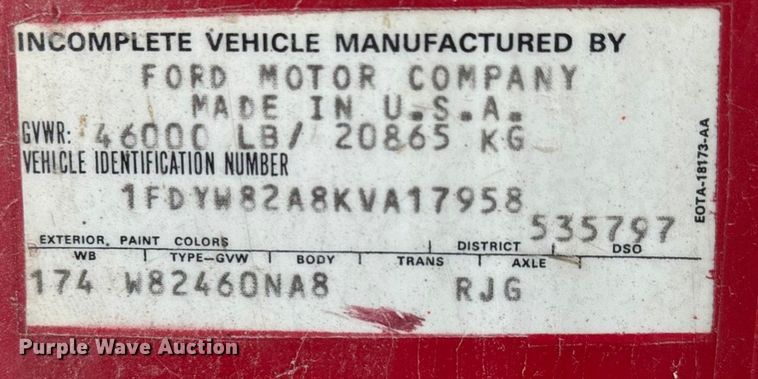 INCOMPLETE VEHICLE MANUFACTURED BY
FORD MOTOR COMPANY
MADE IN U.S.A.
GVWR: 46000 LB/ 20865 KG
VEHICLE IDENTIFICATION NUMBER
1FDYW82A8KVA17958
535797
EXTERIOR PAINT COLORS DISTRICT DSO
WB TYPE-GVW BODY TRANS AXLE
174 W82460NA8 RJG
EOTA-18173-AA
Purple Wave Auction